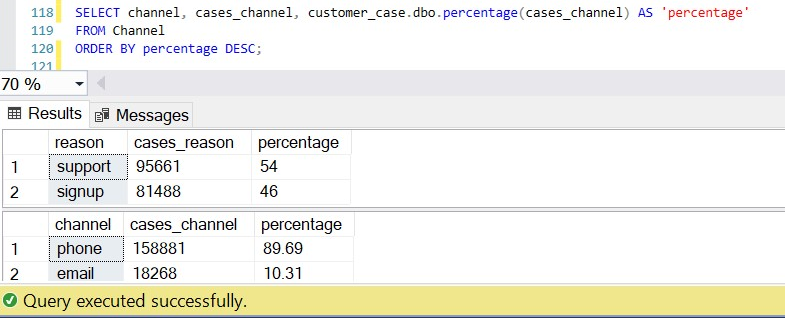 118 SELECT channel, cases_channel, customer_case.dbo.percentage(cases_channel) AS 'percentage'
119 FROM Channel
120 ORDER BY percentage DESC;
121
70 %
Results Messages
reason cases_reason percentage
1 support 95661 54
2 signup 81488 46
channel cases_channel percentage
1 phone 158881 89.69
2 email 18268 10.31
Query executed successfully.